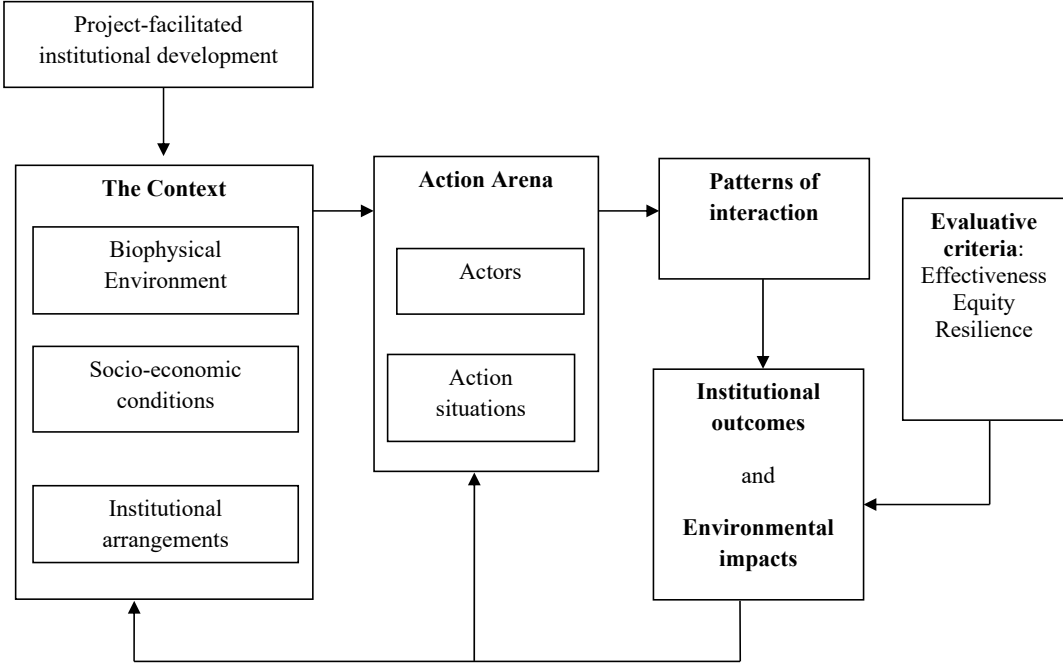 Project-facilitated
institutional development
The Context
Biophysical
Environment
Socio-economic
conditions
Institutional
arrangements
Action Arena
Actors
Action
situations
Patterns of
interaction
Institutional
outcomes
and
Environmental
impacts
Evaluative
criteria:
Effectiveness
Equity
Resilience